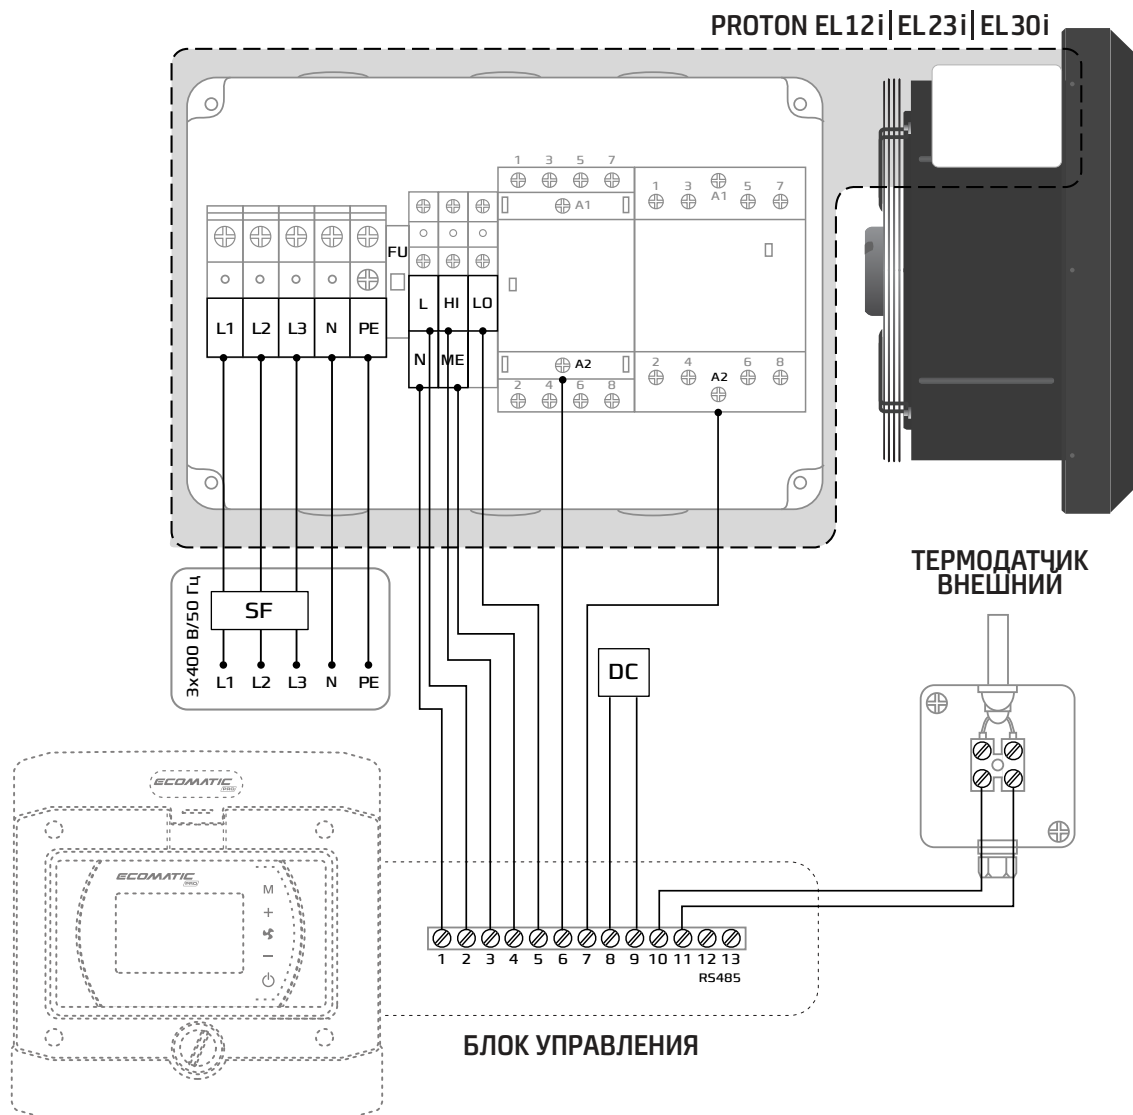 PROTON EL12i|EL23i|EL30i
1 3 5 7
A1
1 3 A1 5 7
FU
L HI LO
L1 L2 L3 N PE
N ME
A2
2 4 6 8
2 4 A2 6 8
ТЕРМОДАТЧИК
ВНЕШНИЙ
3x400 В/50 Гц
SF
L1 L2 L3 N PE
DC
ECOMATIC PRO
ECOMATIC PRO
M
+
−
1 2 3 4 5 6 7 8 9 10 11 12 13
RS485
БЛОК УПРАВЛЕНИЯ